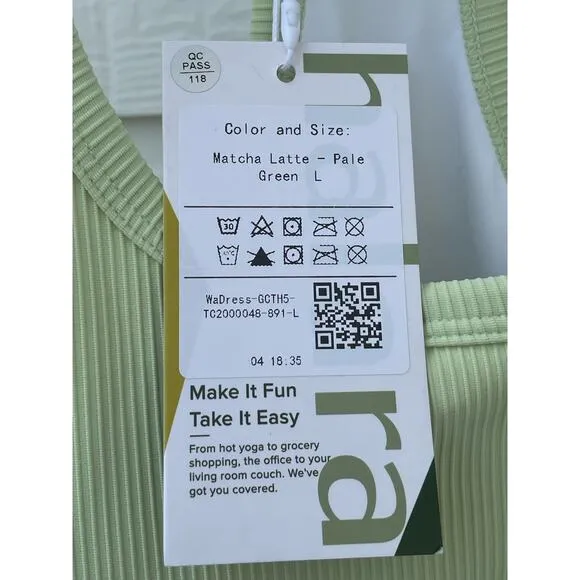 QC
PASS
118
Color and Size:
Matcha Latte - Pale
Green L
30
WaDress-GCTH5-
TC2000048-891-L
04 18:35
Make It Fun
Take It Easy
From hot yoga to grocery
shopping, the office to your
living room couch. We've
got you covered.
ra